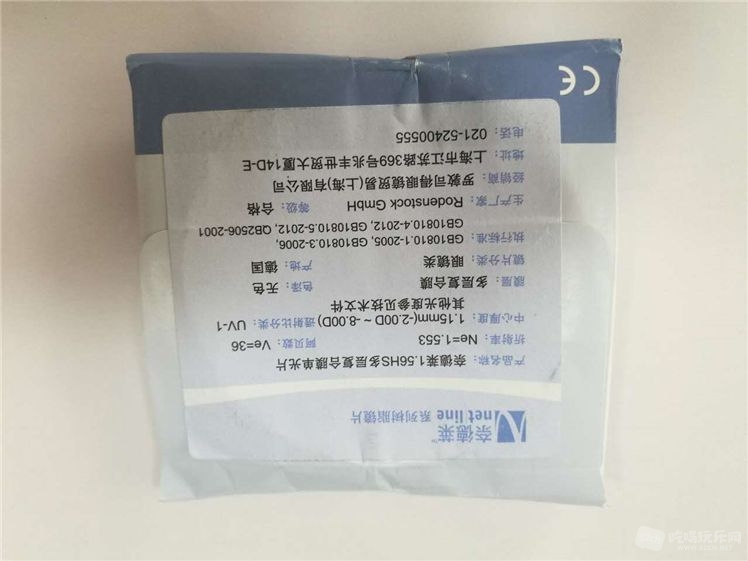 奈德莱™
net line 系列树脂镜片
产品名称：奈德莱1.56HS多层复合膜单光片
折射率：Ne=1.553 阿贝数：Ve=36
中心厚度：1.15mm(-2.00D ~ -8.00D) 透射比分类：UV-1
其他光度参见技术文件
膜层：多层复合膜 色泽：无色
镜片分类：眼镜类 产地：德国
执行标准：GB10810.1-2005, GB10810.3-2006,
GB10810.4-2012, GB10810.5-2012, QB2506-2001
生产厂家：Rodenstock GmbH 等级：合格
经销商：罗敦司得眼镜贸易(上海)有限公司
地址：上海市江苏路369号兆丰世贸大厦14D-E
电话：021-52400555
CE